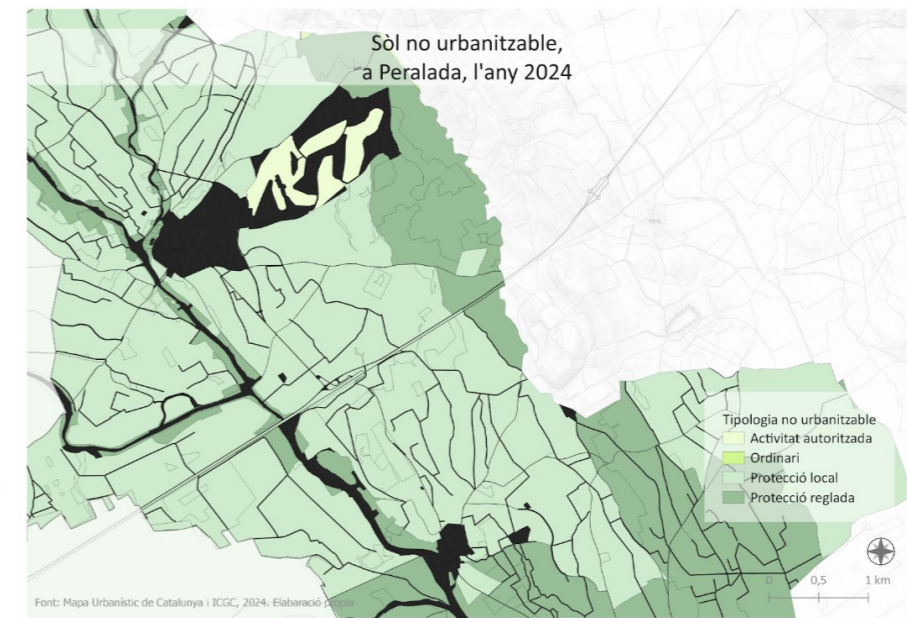 Sòl no urbanitzable,
a Peralada, l'any 2024
Tipologia no urbanitzable
Activitat autoritzada
Ordinari
Protecció local
Protecció reglada
0 0,5 1 km
Font: Mapa Urbanístic de Catalunya i ICGC, 2024. Elaboració pròpia